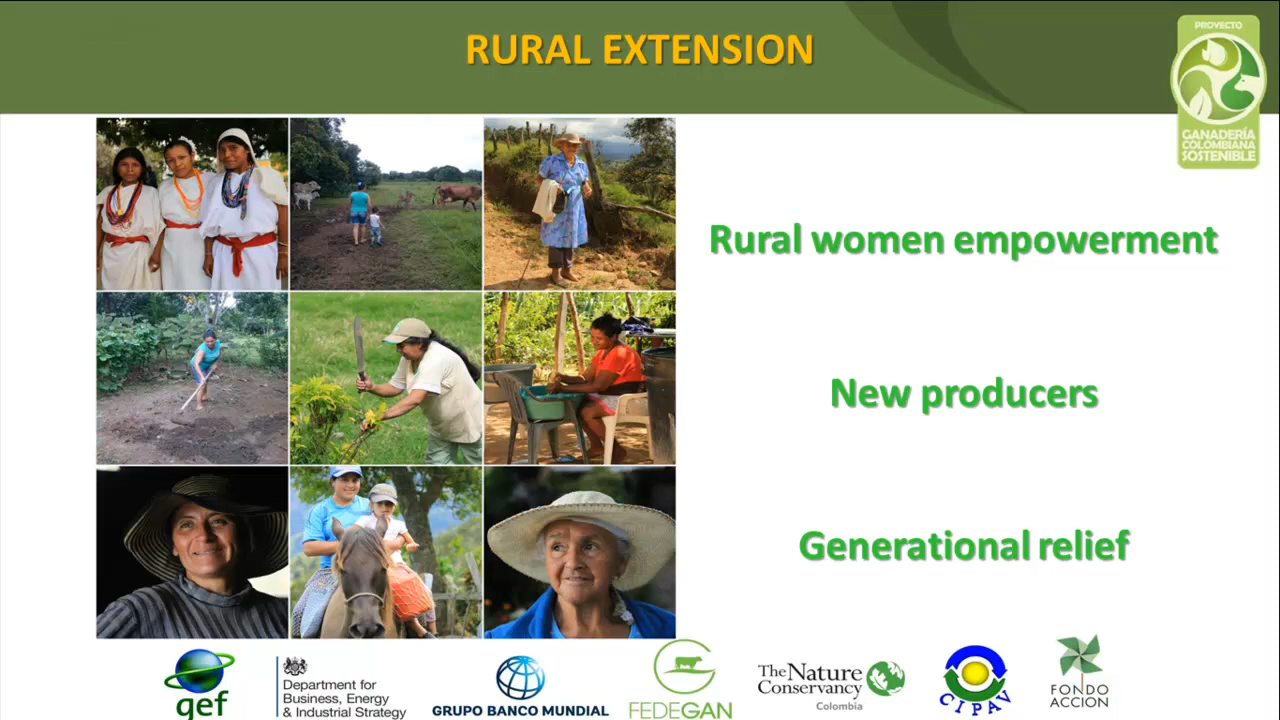 RURAL EXTENSION
PROYECTO
GANADERÍA
COLOMBIANA
SOSTENIBLE
Rural women empowerment
New producers
Generational relief
gef
Department for
Business, Energy
& Industrial Strategy
GRUPO BANCO MUNDIAL
FEDEGAN
The Nature
Conservancy
Colombia
CIPAV
FONDO
ACCION